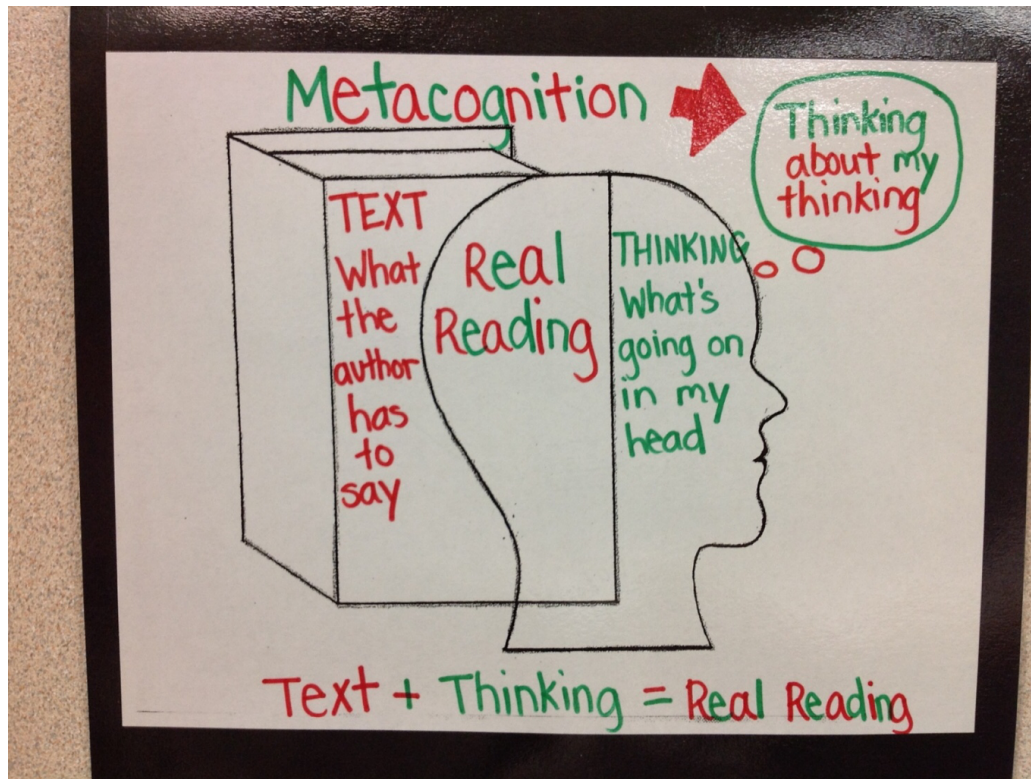 Metacognition
Thinking
about my
thinking
TEXT
What
the
author
has
to
say
Real
Reading
THINKING
What's
going on
in my
head
Text + Thinking = Real Reading